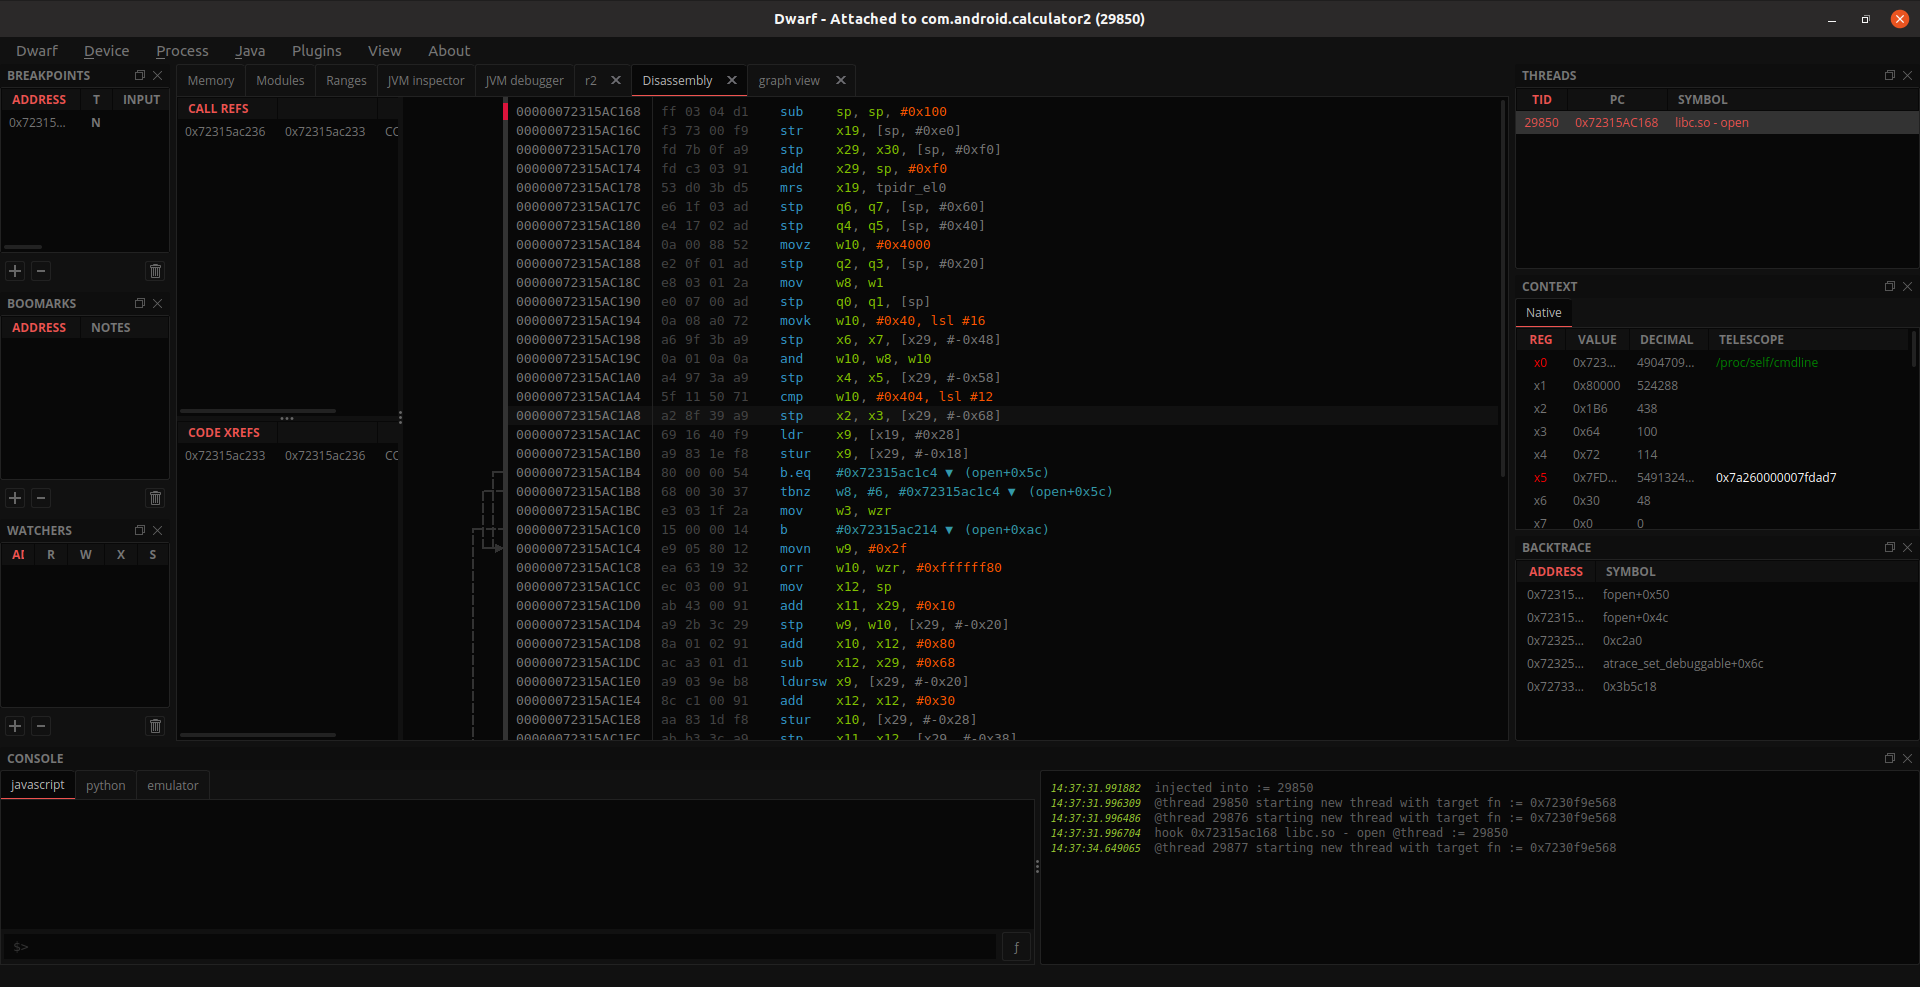 Dwarf - Attached to com.android.calculator2 (29850)
Dwarf Device Process Java Plugins View About
BREAKPOINTS
ADDRESS T INPUT
0x72315... N
BOOMARKS
ADDRESS NOTES
WATCHERS
AI R W X S
Memory Modules Ranges JVM inspector JVM debugger r2 Disassembly graph view
CALL REFS
0x72315ac236 0x72315ac233 CC
CODE XREFS
0x72315ac233 0x72315ac236 CC
00000072315AC168 ff 03 04 d1 sub sp, sp, #0x100
00000072315AC16C f3 73 00 f9 str x19, [sp, #0xe0]
00000072315AC170 fd 7b 0f a9 stp x29, x30, [sp, #0xf0]
00000072315AC174 fd c3 03 91 add x29, sp, #0xf0
00000072315AC178 53 d0 3b d5 mrs x19, tpidr_el0
00000072315AC17C e6 1f 03 ad stp q6, q7, [sp, #0x60]
00000072315AC180 e4 17 02 ad stp q4, q5, [sp, #0x40]
00000072315AC184 0a 00 88 52 movz w10, #0x4000
00000072315AC188 e2 0f 01 ad stp q2, q3, [sp, #0x20]
00000072315AC18C e8 03 01 2a mov w8, w1
00000072315AC190 e0 07 00 ad stp q0, q1, [sp]
00000072315AC194 0a 08 a0 72 movk w10, #0x40, lsl #16
00000072315AC198 a6 9f 3b a9 stp x6, x7, [x29, #-0x48]
00000072315AC19C 0a 01 0a 0a and w10, w8, w10
00000072315AC1A0 a4 97 3a a9 stp x4, x5, [x29, #-0x58]
00000072315AC1A4 5f 11 50 71 cmp w10, #0x404, lsl #12
00000072315AC1A8 a2 8f 39 a9 stp x2, x3, [x29, #-0x68]
00000072315AC1AC 69 16 40 f9 ldr x9, [x19, #0x28]
00000072315AC1B0 a9 83 1e f8 stur x9, [x29, #-0x18]
00000072315AC1B4 80 00 00 54 b.eq #0x72315ac1c4 ▼ (open+0x5c)
00000072315AC1B8 68 00 30 37 tbnz w8, #6, #0x72315ac1c4 ▼ (open+0x5c)
00000072315AC1BC e3 03 1f 2a mov w3, wzr
00000072315AC1C0 15 00 00 14 b #0x72315ac214 ▼ (open+0xac)
00000072315AC1C4 e9 05 80 12 movn w9, #0x2f
00000072315AC1C8 ea 63 19 32 orr w10, wzr, #0xffffff80
00000072315AC1CC ec 03 00 91 mov x12, sp
00000072315AC1D0 ab 43 00 91 add x11, x29, #0x10
00000072315AC1D4 a9 2b 3c 29 stp w9, w10, [x29, #-0x20]
00000072315AC1D8 8a 01 02 91 add x10, x12, #0x80
00000072315AC1DC ac a3 01 d1 sub x12, x29, #0x68
00000072315AC1E0 a9 03 9e b8 ldursw x9, [x29, #-0x20]
00000072315AC1E4 8c c1 00 91 add x12, x12, #0x30
00000072315AC1E8 aa 83 1d f8 stur x10, [x29, #-0x28]
00000072315AC1EC ab b3 3c a9 stp x11, x12, [x29, #-0x38]
THREADS
TID PC SYMBOL
29850 0x72315AC168 libc.so - open
CONTEXT
Native
REG VALUE DECIMAL TELESCOPE
x0 0x723... 4904709... /proc/self/cmdline
x1 0x80000 524288
x2 0x1B6 438
x3 0x64 100
x4 0x72 114
x5 0x7FD... 5491324... 0x7a260000007fdad7
x6 0x30 48
x7 0x0 0
BACKTRACE
ADDRESS SYMBOL
0x72315... fopen+0x50
0x72315... fopen+0x4c
0x72325... 0xc2a0
0x72325... atrace_set_debuggable+0x6c
0x72733... 0x3b5c18
CONSOLE
javascript python emulator
$>
ƒ
14:37:31.991882 injected into := 29850
14:37:31.996309 @thread 29850 starting new thread with target fn := 0x7230f9e568
14:37:31.996486 @thread 29876 starting new thread with target fn := 0x7230f9e568
14:37:31.996704 hook 0x72315ac168 libc.so - open @thread := 29850
14:37:34.649065 @thread 29877 starting new thread with target fn := 0x7230f9e568